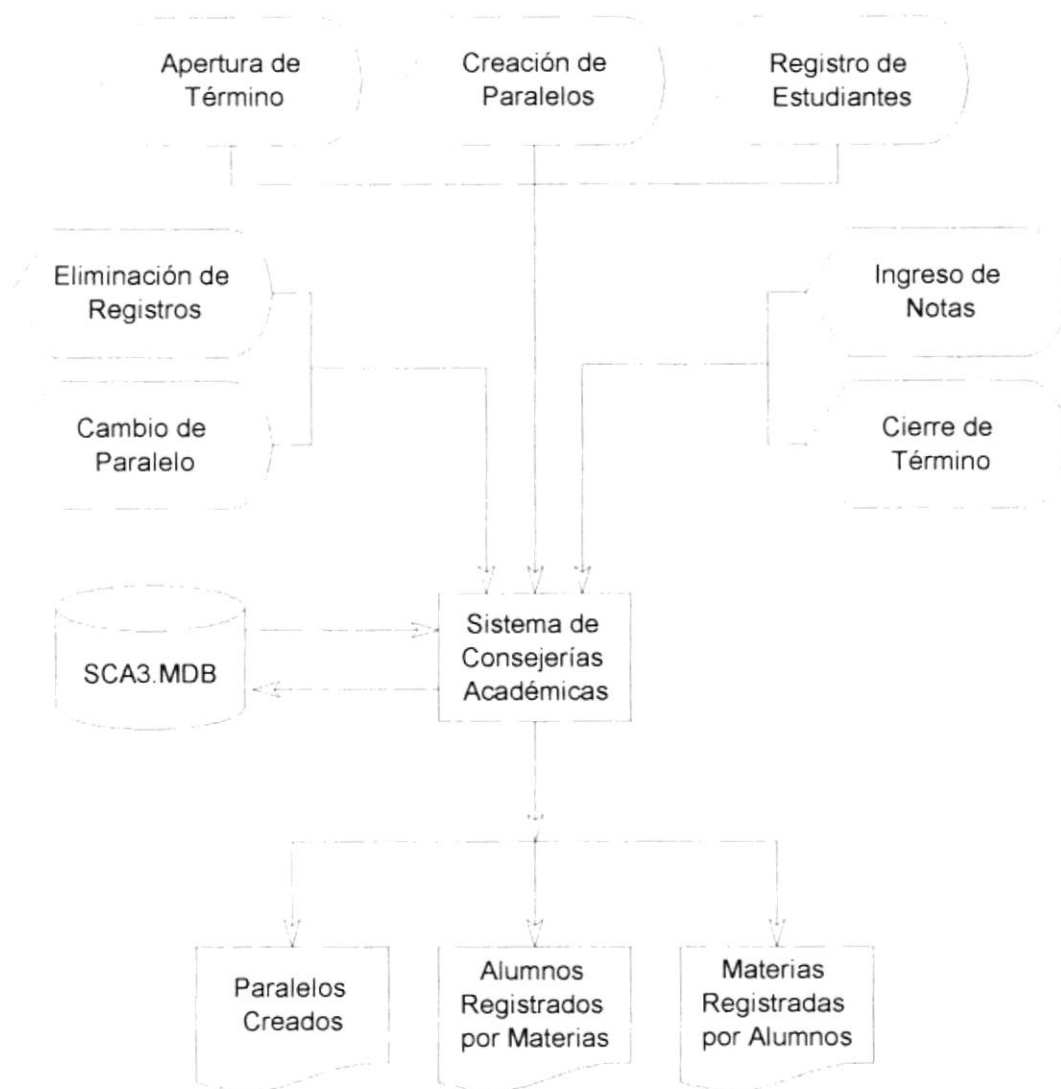 Apertura de
Término
Creación de
Paralelos
Registro de
Estudiantes
Eliminación de
Registros
Ingreso de
Notas
Cambio de
Paralelo
Cierre de
Término
SCA3.MDB
Sistema de
Consejerías
Académicas
Paralelos
Creados
Alumnos
Registrados
por Materias
Materias
Registradas
por Alumnos